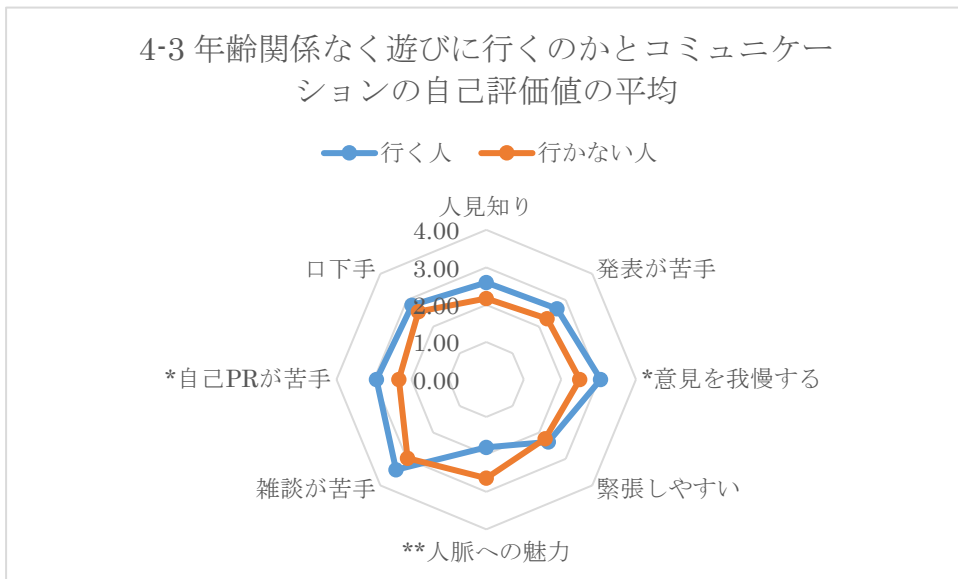 4-3 年齢関係なく遊びに行くのかとコミュニケー
ションの自己評価値の平均
行く人 行かない人
人見知り
4.00
口下手 3.00 発表が苦手
2.00
1.00
*自己PRが苦手 0.00 *意見を我慢する
雑談が苦手 緊張しやすい
**人脈への魅力